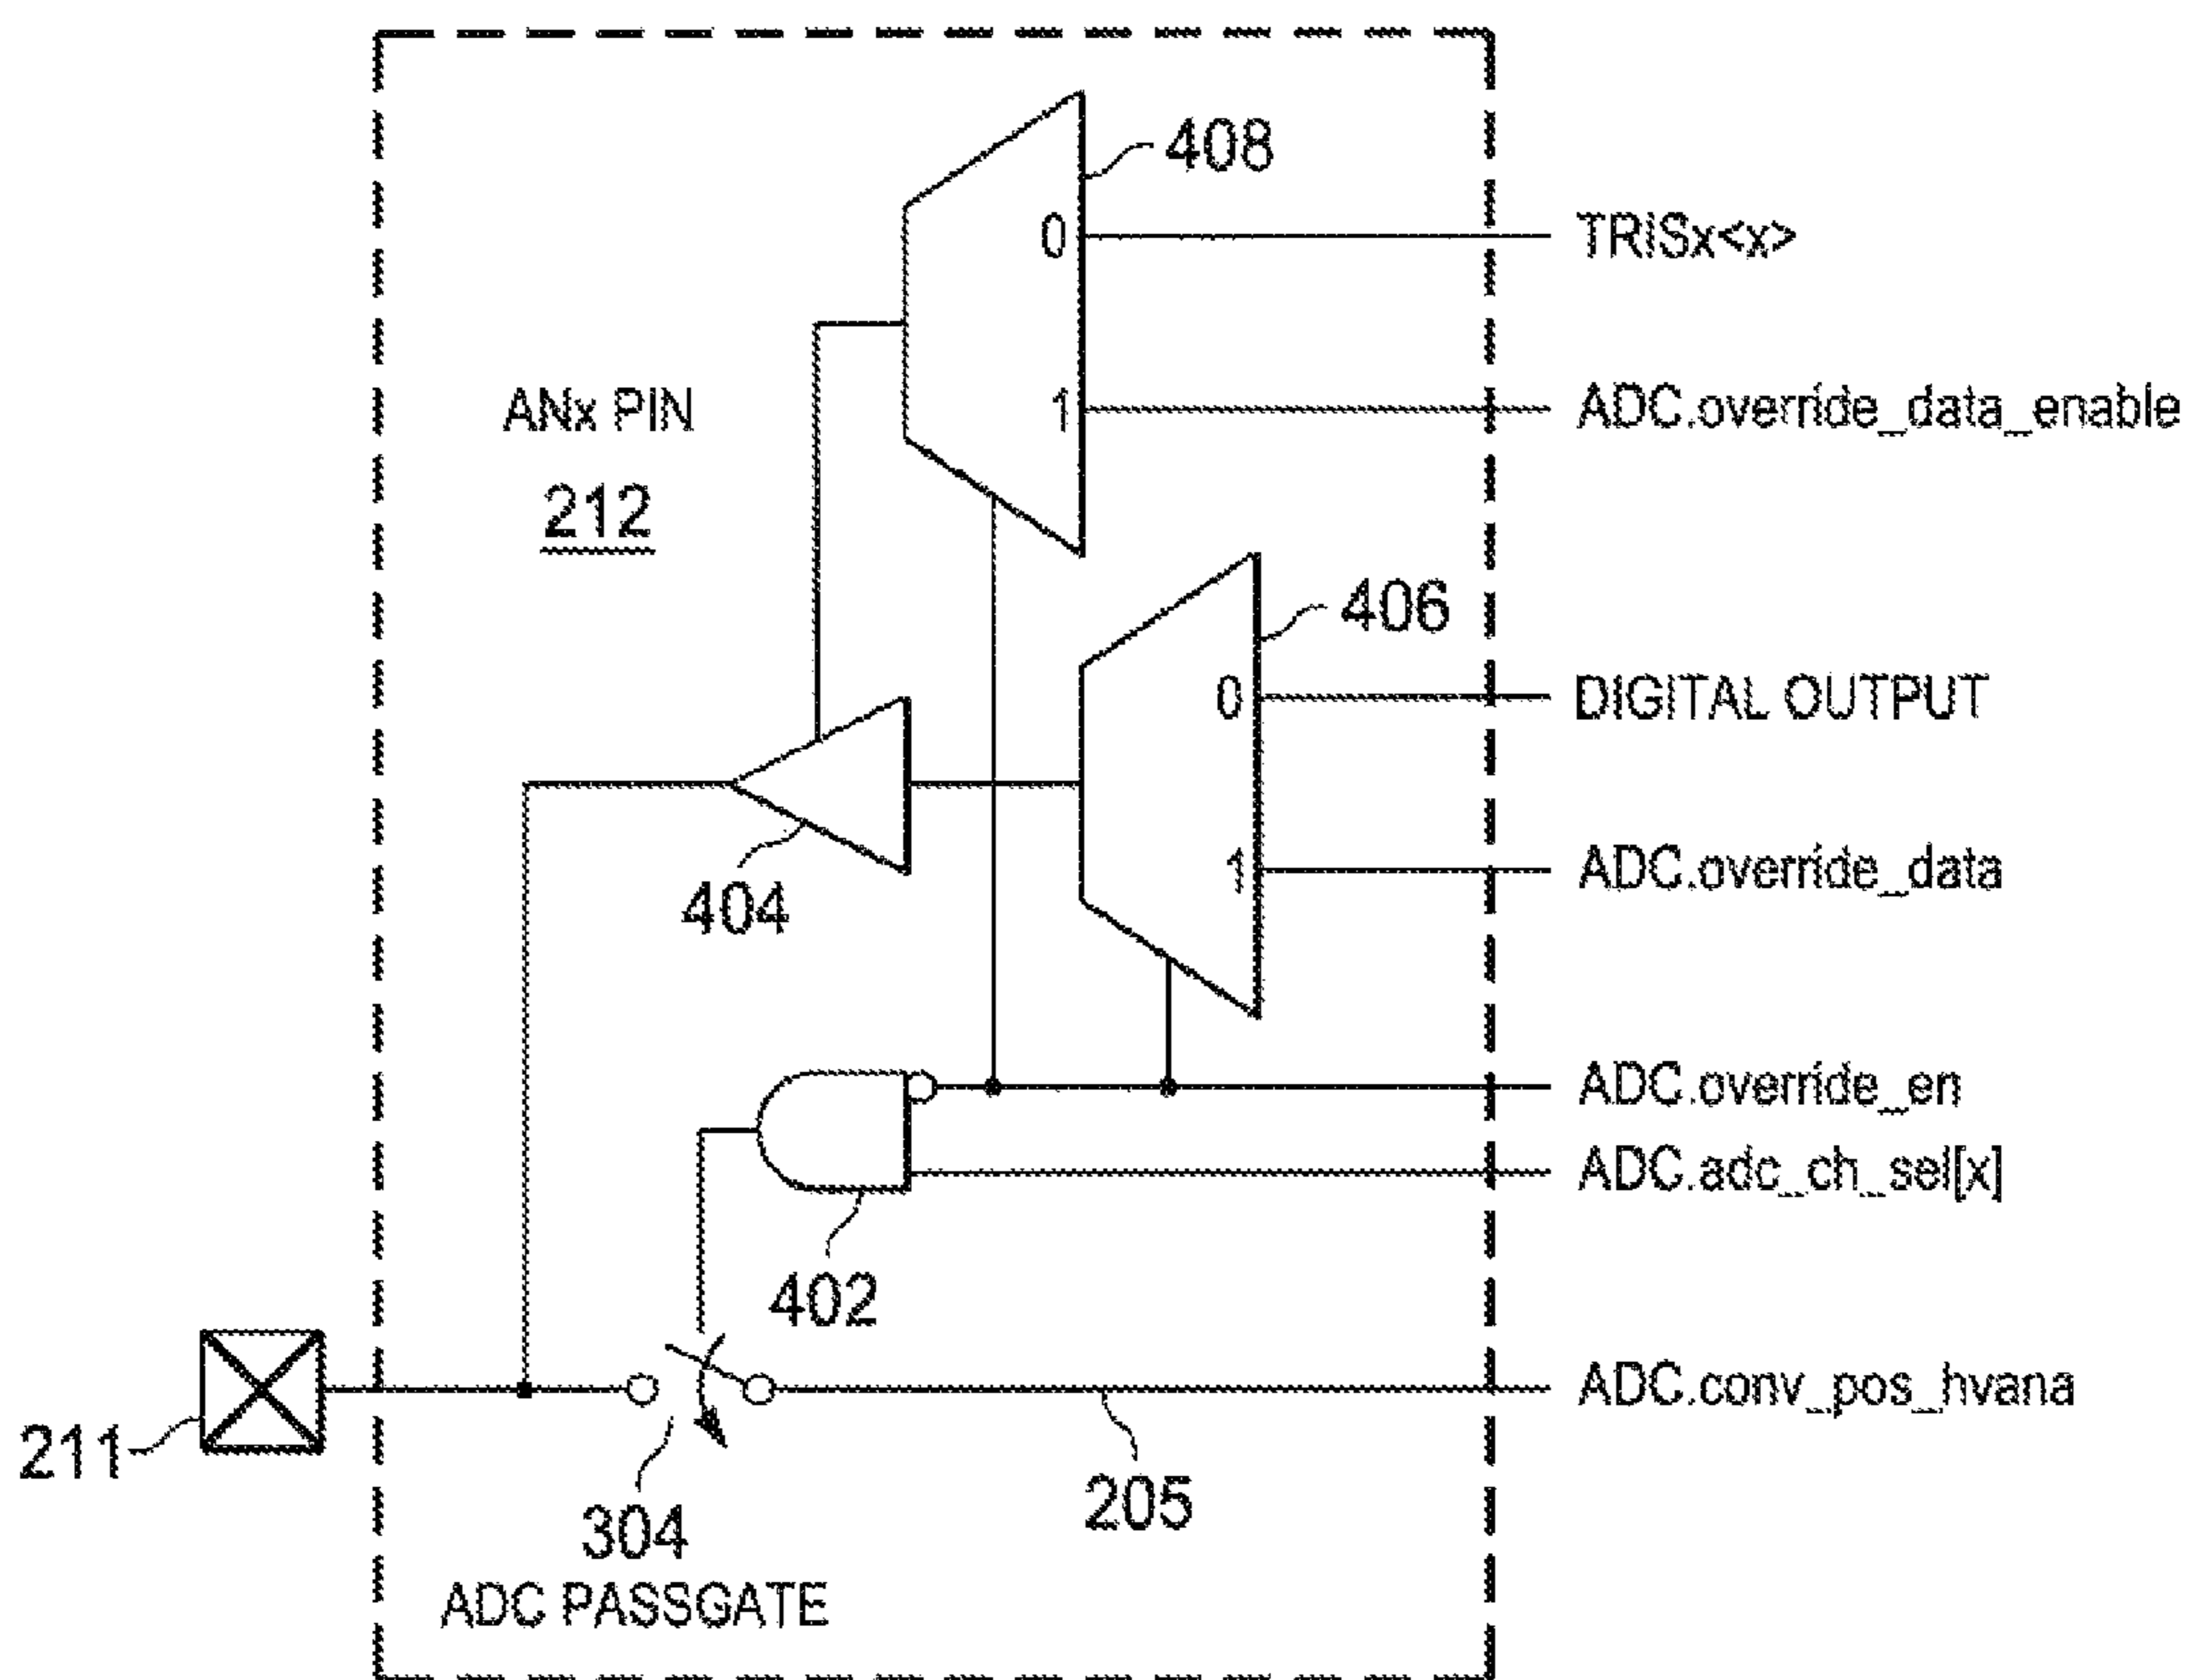 408
0
TRISx<x>
ANx PIN
1
ADC.override_data_enable
212
406
0
DIGITAL OUTPUT
404
1
ADC.override_data
ADC.override_en
ADC.adc_ch_sel[x]
402
211
ADC.conv_pos_hvana
304
205
ADC PASSGATE